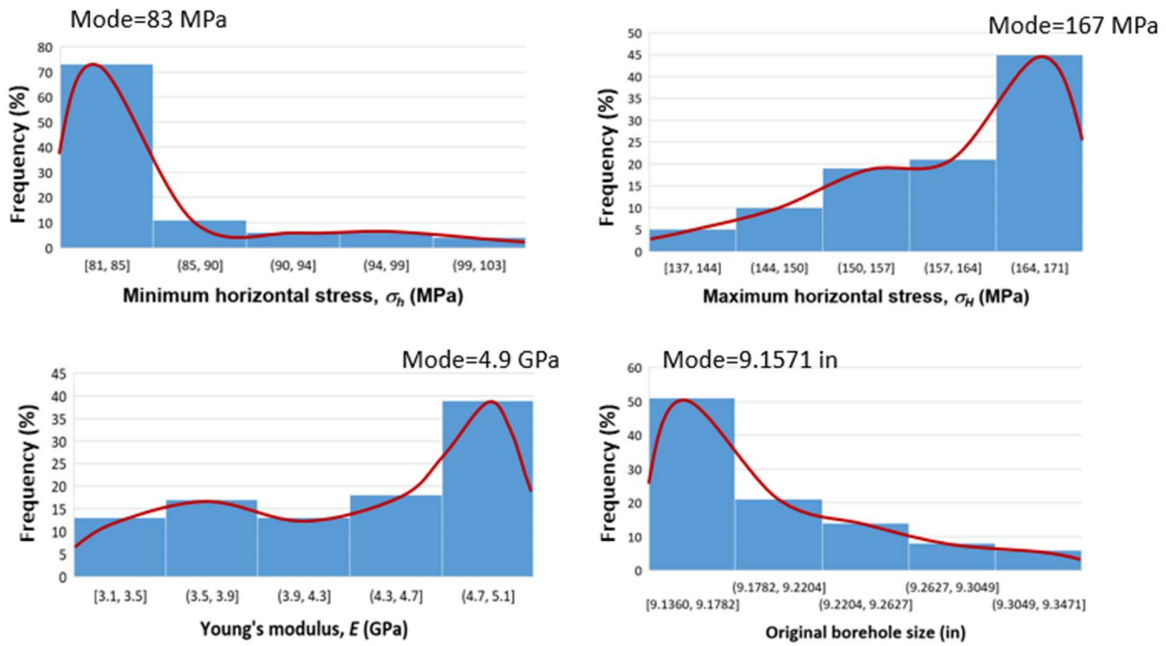 Mode=83 MPa
80
70
60
50
40
30
20
10
0
Frequency (%)
[81, 85] (85, 90] (90, 94] (94, 99] (99, 103]
Minimum horizontal stress, σh (MPa)
Mode=167 MPa
50
45
40
35
30
25
20
15
10
5
0
Frequency (%)
[137, 144] (144, 150] (150, 157] (157, 164] (164, 171]
Maximum horizontal stress, σH (MPa)
Mode=4.9 GPa
45
40
35
30
25
20
15
10
5
0
Frequency (%)
[3.1, 3.5] (3.5, 3.9] (3.9, 4.3] (4.3, 4.7] (4.7, 5.1]
Young's modulus, E (GPa)
Mode=9.1571 in
60
50
40
30
20
10
0
Frequency (%)
(9.1782, 9.2204] (9.2627, 9.3049]
[9.1360, 9.1782] (9.2204, 9.2627] (9.3049, 9.3471]
Original borehole size (in)